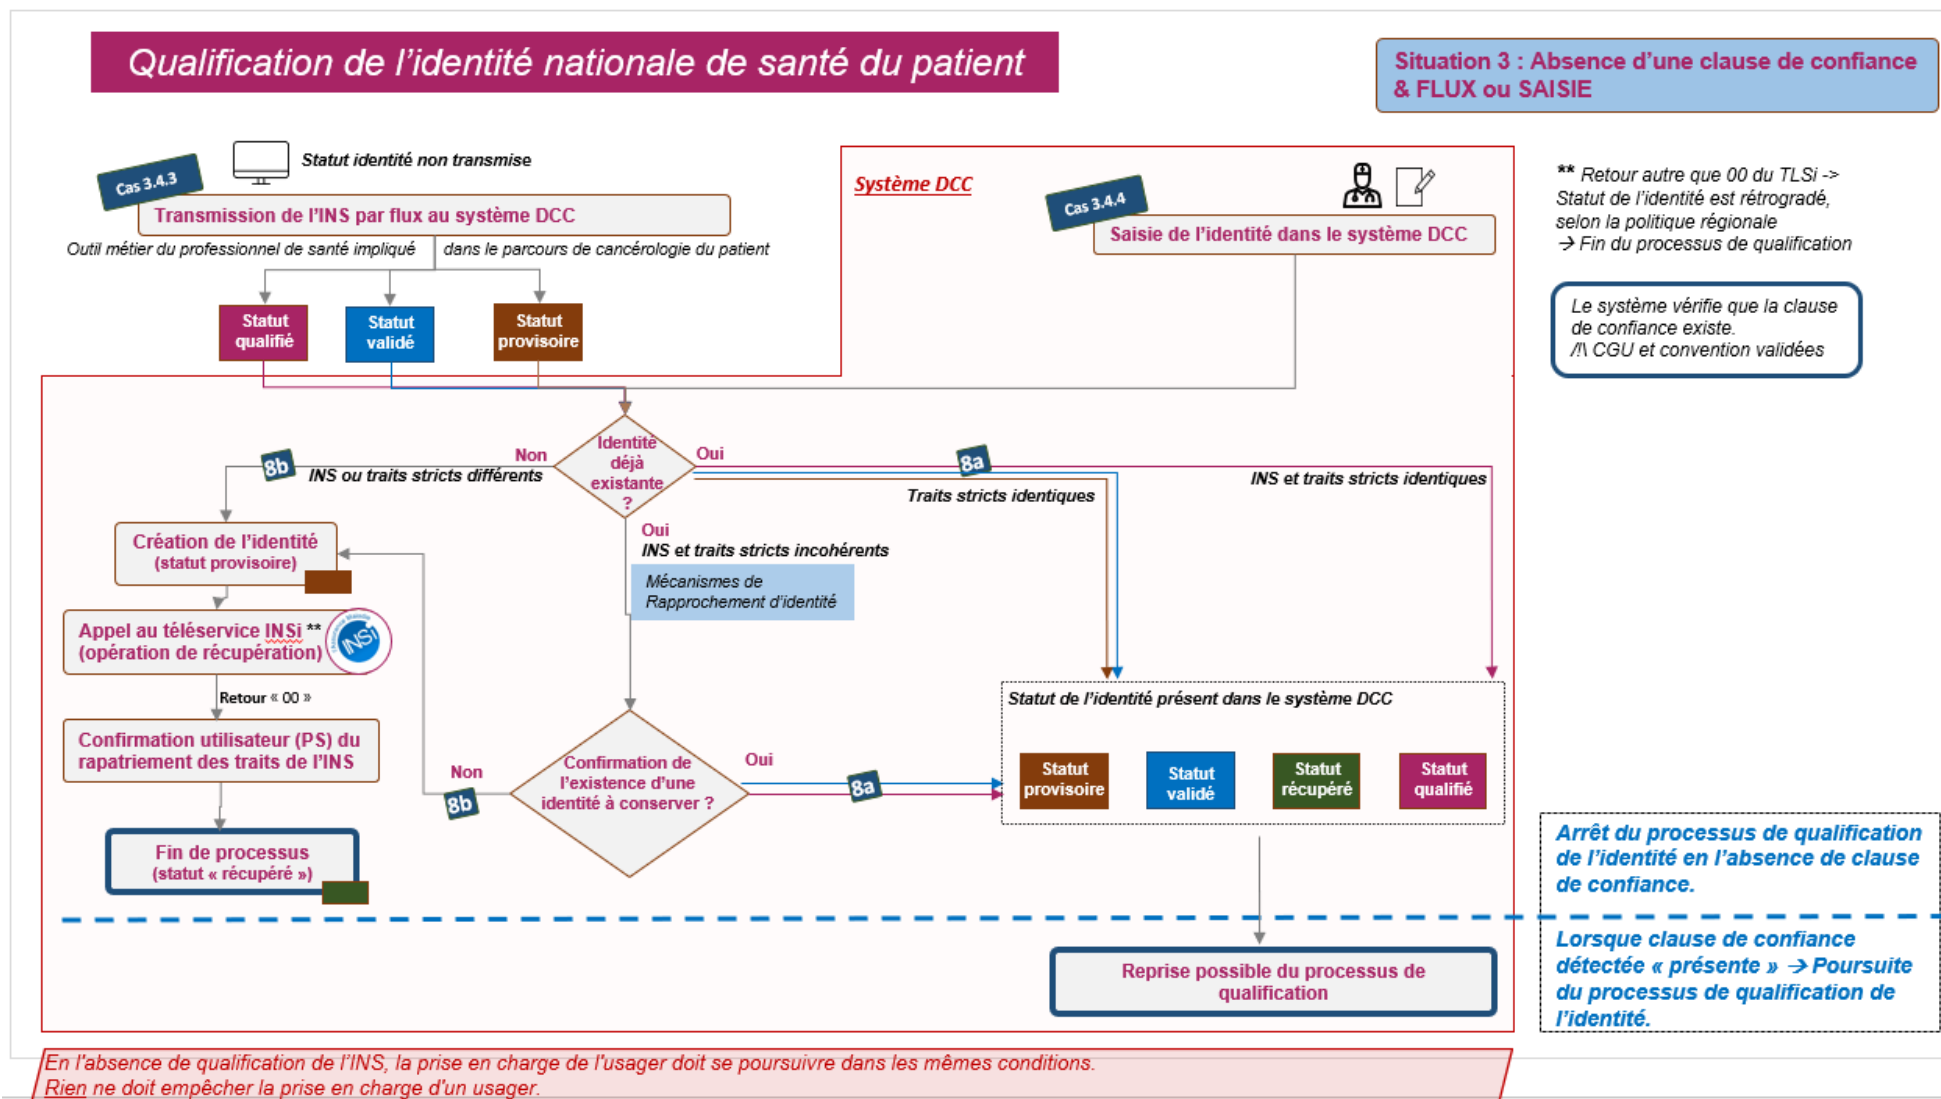 Qualification de l'identité nationale de santé du patient
Situation 3 : Absence d'une clause de confiance
& FLUX ou SAISIE
Statut identité non transmise
Cas 3.4.3
Transmission de l'INS par flux au système DCC
Outil métier du professionnel de santé impliqué dans le parcours de cancérologie du patient
Statut
qualifié
Statut
validé
Statut
provisoire
Système DCC
Cas 3.4.4
Saisie de l'identité dans le système DCC
** Retour autre que 00 du TLSi ->
Statut de l'identité est rétrogradé,
selon la politique régionale
→ Fin du processus de qualification
Le système vérifie que la clause
de confiance existe.
/!\ CGU et convention validées
Identité
déjà
existante
?
Non
8b
INS ou traits stricts différents
Oui
8a
Traits stricts identiques
INS et traits stricts identiques
Oui
INS et traits stricts incohérents
Mécanismes de
Rapprochement d'identité
Création de l'identité
(statut provisoire)
Appel au téléservice INSi **
(opération de récupération)
INSi
Retour « 00 »
Confirmation utilisateur (PS) du
rapatriement des traits de l'INS
Fin de processus
(statut « récupéré »)
Non
8b
Confirmation de
l'existence d'une
identité à conserver ?
Oui
8a
Statut de l'identité présent dans le système DCC
Statut
provisoire
Statut
validé
Statut
récupéré
Statut
qualifié
Reprise possible du processus de
qualification
Arrêt du processus de qualification
de l'identité en l'absence de clause
de confiance.
Lorsque clause de confiance
détectée « présente » → Poursuite
du processus de qualification de
l'identité.
En l'absence de qualification de l'INS, la prise en charge de l'usager doit se poursuivre dans les mêmes conditions.
Rien ne doit empêcher la prise en charge d'un usager.